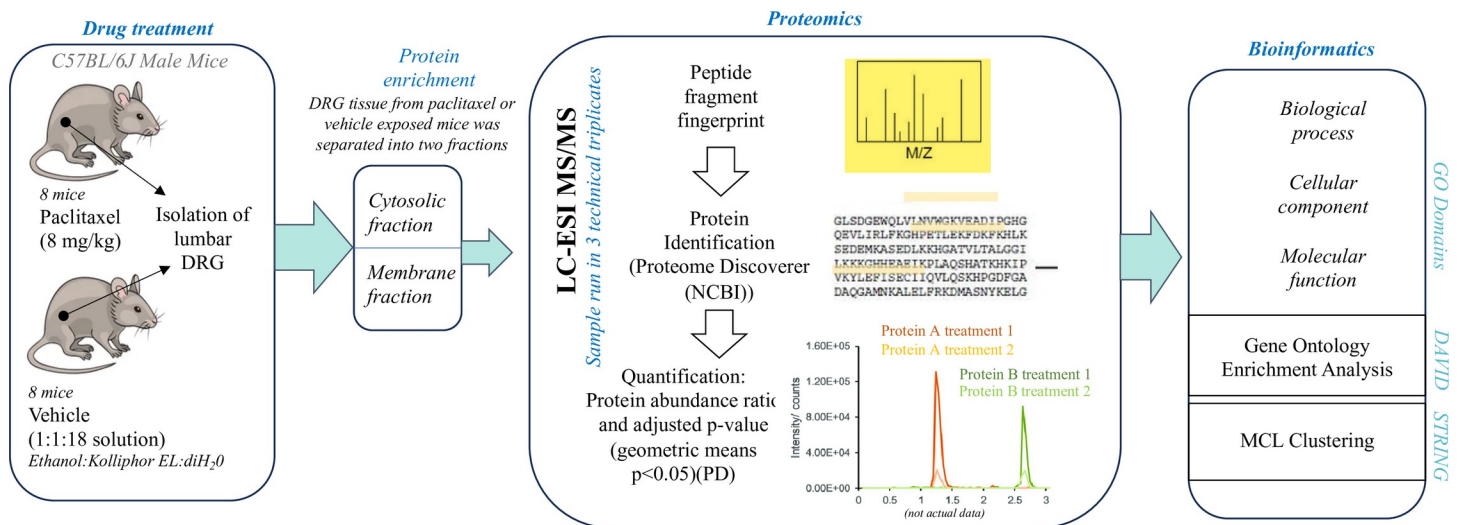 Drug treatment
C57BL/6J Male Mice
8 mice
Paclitaxel
(8 mg/kg)
Isolation of
lumbar
DRG
8 mice
Vehicle
(1:1:18 solution)
Ethanol:Kolliphor EL:diH₂0
Protein
enrichment
DRG tissue from paclitaxel or
vehicle exposed mice was
separated into two fractions
Cytosolic
fraction
Membrane
fraction
Proteomics
LC-ESI MS/MS
Sample run in 3 technical triplicates
Peptide
fragment
fingerprint
M/Z
Protein
Identification
(Proteome Discoverer
(NCBI))
GLSDGEWQLVLNVWGKVEADIPGHG
QEVLIRLFKGHPETLEKFDKFKHLK
SEDEMKASEDLKKHGATVLTALGGI
LKKKGHHEAEIKPLAQSHATKHKIP
VKYLEFISECIIQVLQSKHPGDFGA
DAQGAMNKALELFRKDMASNYKELG
Quantification:
Protein abundance ratio
and adjusted p-value
(geometric means
p<0.05)(PD)
Protein A treatment 1
Protein A treatment 2
Protein B treatment 1
Protein B treatment 2
Intensity/ counts
1.60E+05
1.20E+05
8.00E+04
4.00E+04
0.00E+00
0 0.5 1 1.5 2 2.5 3
(not actual data)
Bioinformatics
Biological
process
Cellular
component
Molecular
function
GO Domains
Gene Ontology
Enrichment Analysis
DAVID
MCL Clustering
STRING